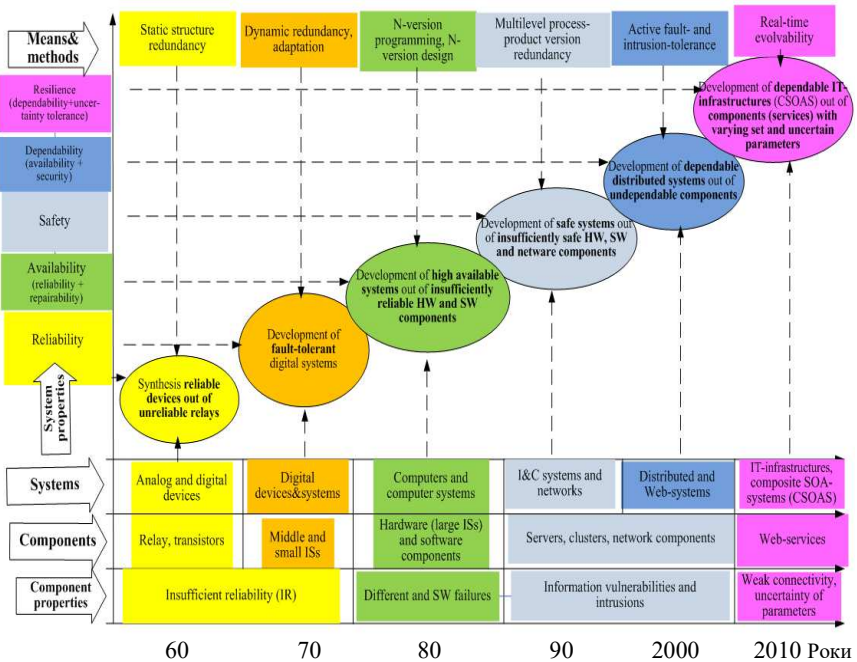 Means&
methods
Static structure
redundancy
Dynamic redundancy,
adaptation
N-version
programming, N-
version design
Multilevel process-
product version
redundancy
Active fault- and
intrusion-tolerance
Real-time
evolvability
Resilience
(dependability+uncer-
tainty tolerance)
Dependability
(availability +
security)
Safety
Availability
(reliability +
repairability)
Reliability
System
properties
Synthesis reliable
devices out of
unreliable relays
Development of
fault-tolerant
digital systems
Development of high available
systems out of insufficiently
reliable HW and SW
components
Development of safe systems out
of insufficiently safe HW, SW
and netware components
Development of dependable
distributed systems out of
undependable components
Development of dependable IT-
infrastructures (CSOAS) out of
components (services) with
varying set and uncertain
parameters
Systems
Analog and digital
devices
Digital
devices&systems
Computers and
computer systems
I&C systems and
networks
Distributed and
Web-systems
IT-infrastructures,
composite SOA-
systems (CSOAS)
Components
Relay, transistors
Middle and
small ISs
Hardware (large ISs)
and software
components
Servers, clusters, network components
Web-services
Component
properties
Insufficient reliability (IR)
Different and SW failures
Information vulnerabilities and
intrusions
Weak connectivity,
uncertainty of
parameters
60 70 80 90 2000 2010 Роки